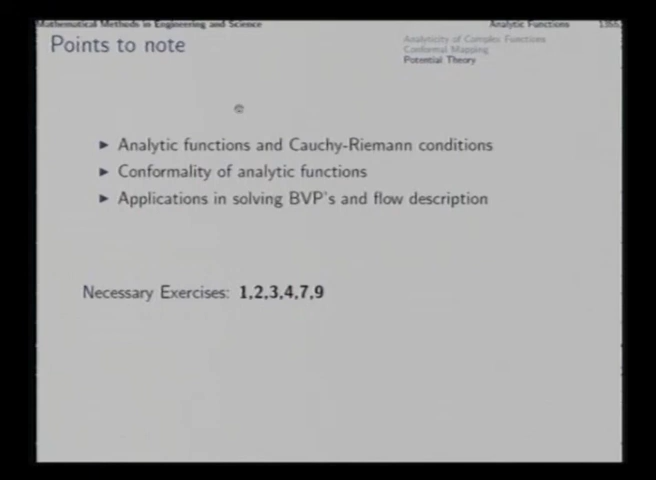 Mathematical Methods in Engineering and Science
Analytic Functions
Points to note
Analyticity of Complex Functions
Conformal Mapping
Potential Theory
Analytic functions and Cauchy-Riemann conditions
Conformality of analytic functions
Applications in solving BVP's and flow description
Necessary Exercises: 1,2,3,4,7,9